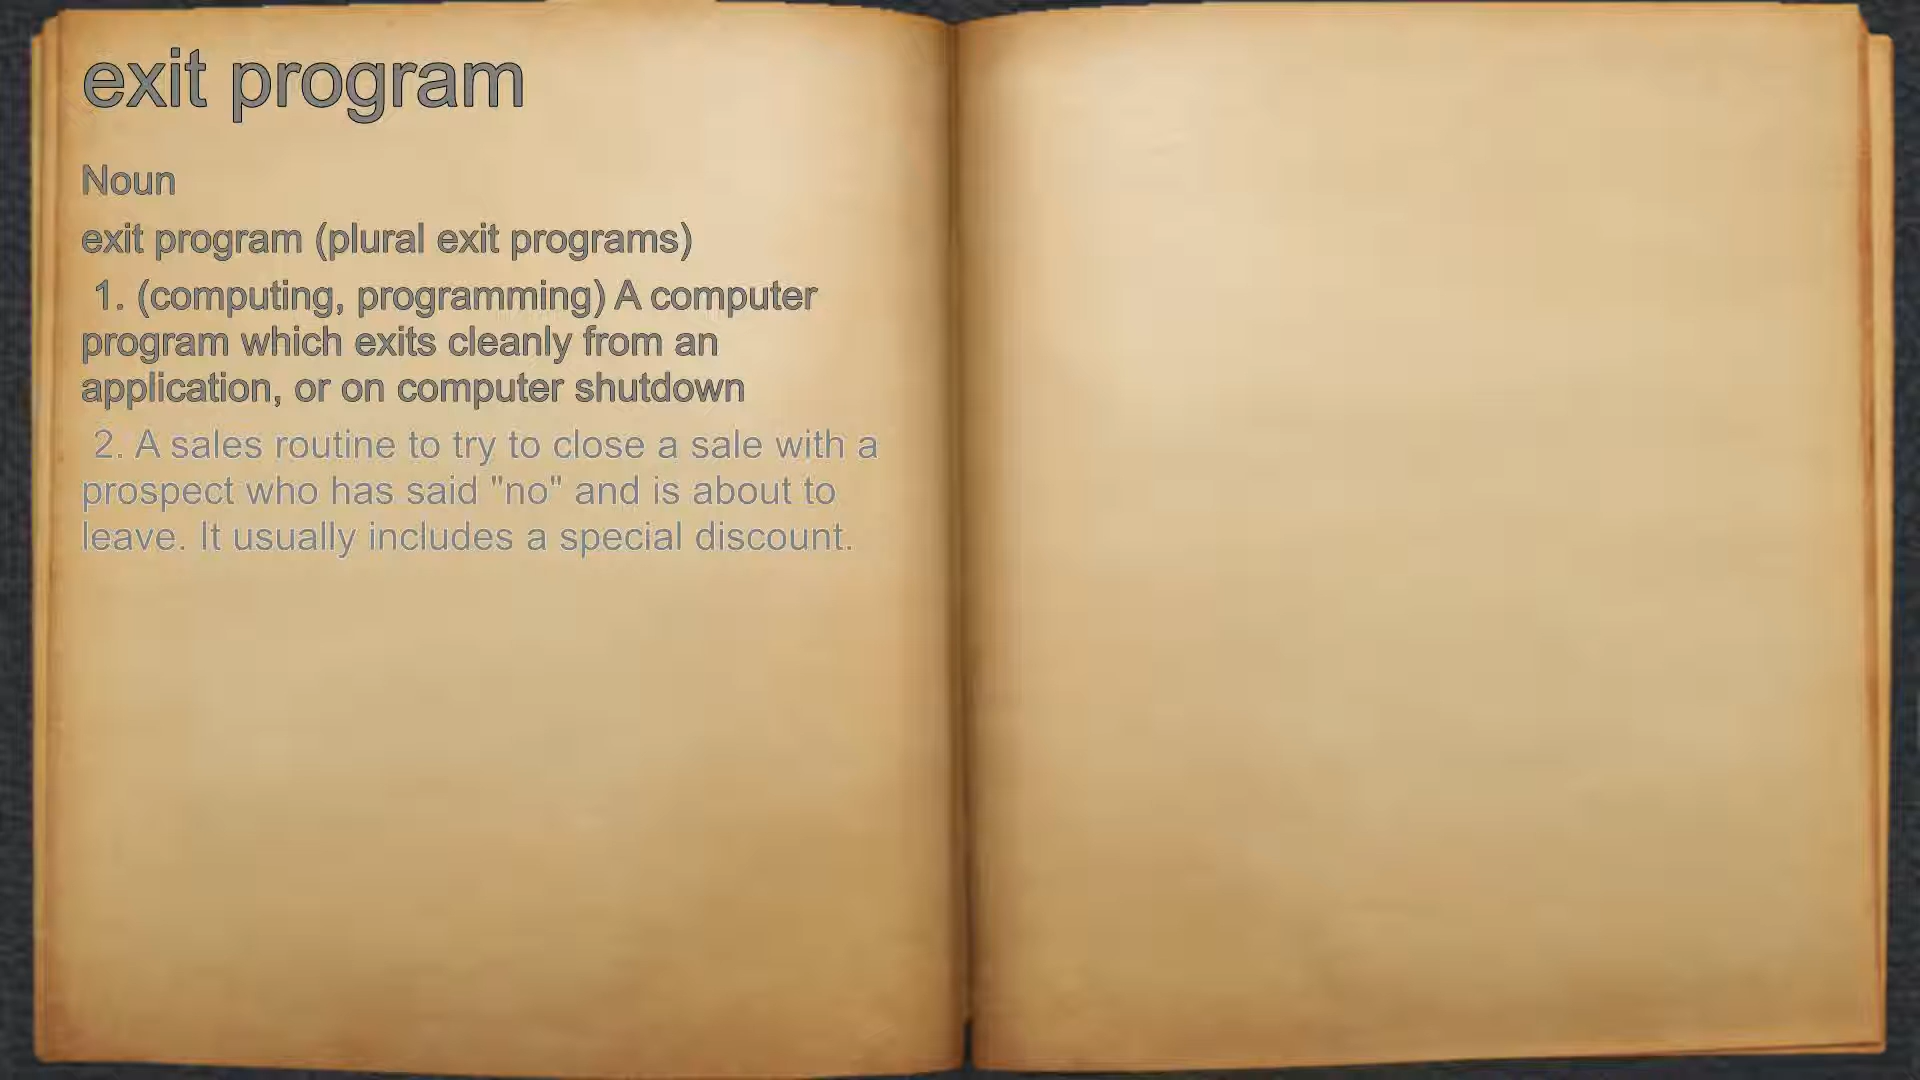 exit program
Noun
exit program (plural exit programs)
1. (computing, programming) A computer
program which exits cleanly from an
application, or on computer shutdown
2. A sales routine to try to close a sale with a
prospect who has said "no" and is about to
leave. It usually includes a special discount.